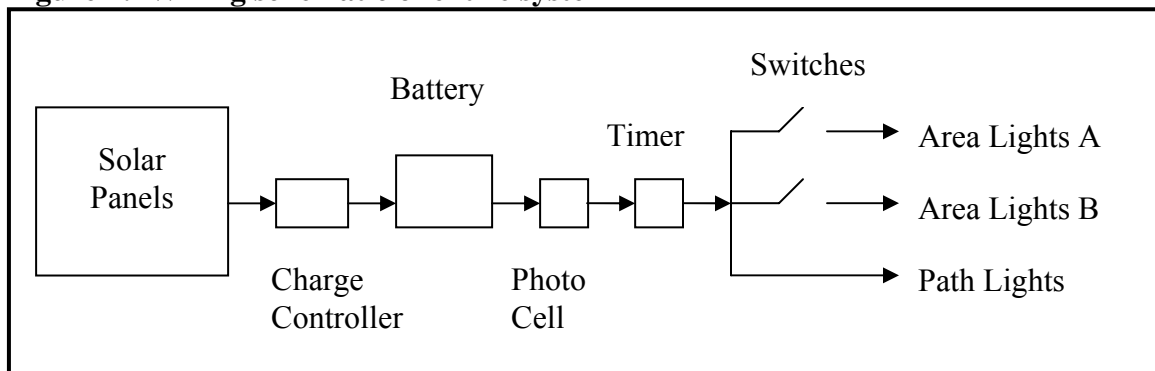 Switches
Battery
Timer
Area Lights A
Solar
Panels
Area Lights B
Charge
Controller
Photo
Cell
Path Lights